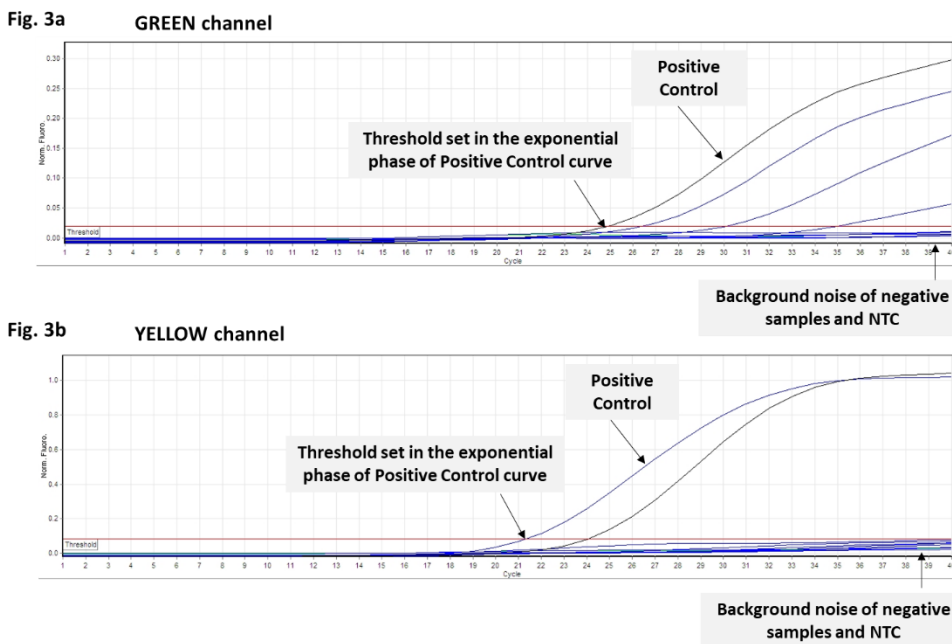 Fig. 3a
GREEN channel
0.30
0.25
0.20
0.15
0.10
0.05
0.00
Norm. Fluoro.
Threshold
Positive
Control
Threshold set in the exponential
phase of Positive Control curve
1 2 3 4 5 6 7 8 9 10 11 12 13 14 15 16 17 18 19 20 21 22 23 24 25 26 27 28 29 30 31 32 33 34 35 36 37 38 39 40
Cycle
Background noise of negative
samples and NTC
Fig. 3b
YELLOW channel
1.0
0.8
0.6
0.4
0.2
0.0
Norm. Fluoro.
Threshold
Positive
Control
Threshold set in the exponential
phase of Positive Control curve
1 2 3 4 5 6 7 8 9 10 11 12 13 14 15 16 17 18 19 20 21 22 23 24 25 26 27 28 29 30 31 32 33 34 35 36 37 38 39 40
Cycle
Background noise of negative
samples and NTC